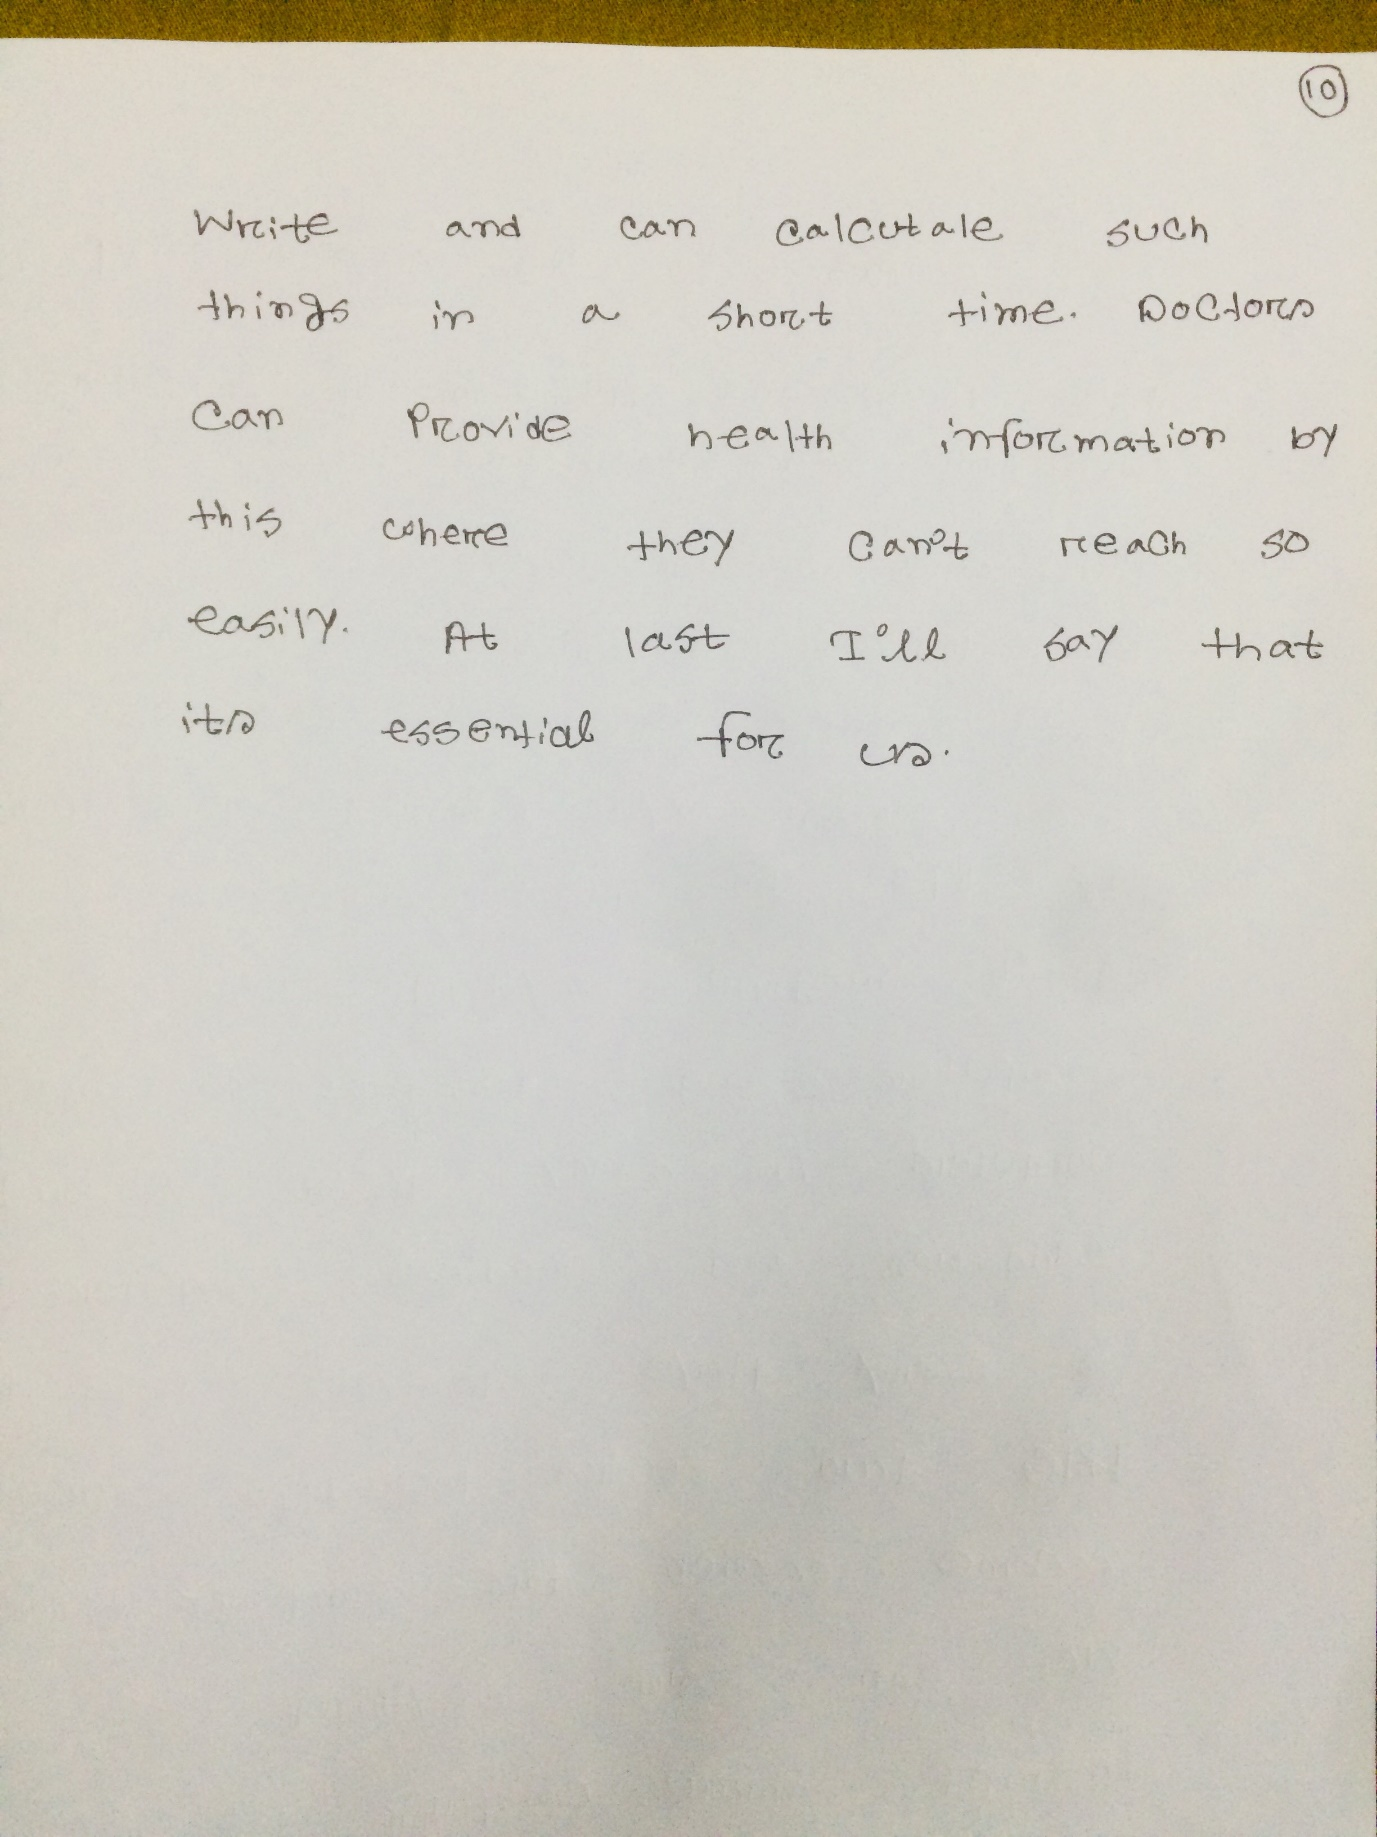 10
Write and can calcutale such
things in a short time. Doctors
Can Provide health information by
this where they can't reach so
easily. At last I'll say that
its essential for us.